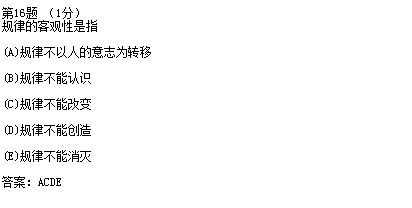 第16题 （1分）
规律的客观性是指
(A)规律不以人的意志为转移
(B)规律不能认识
(C)规律不能改变
(D)规律不能创造
(E)规律不能消灭
答案：ACDE